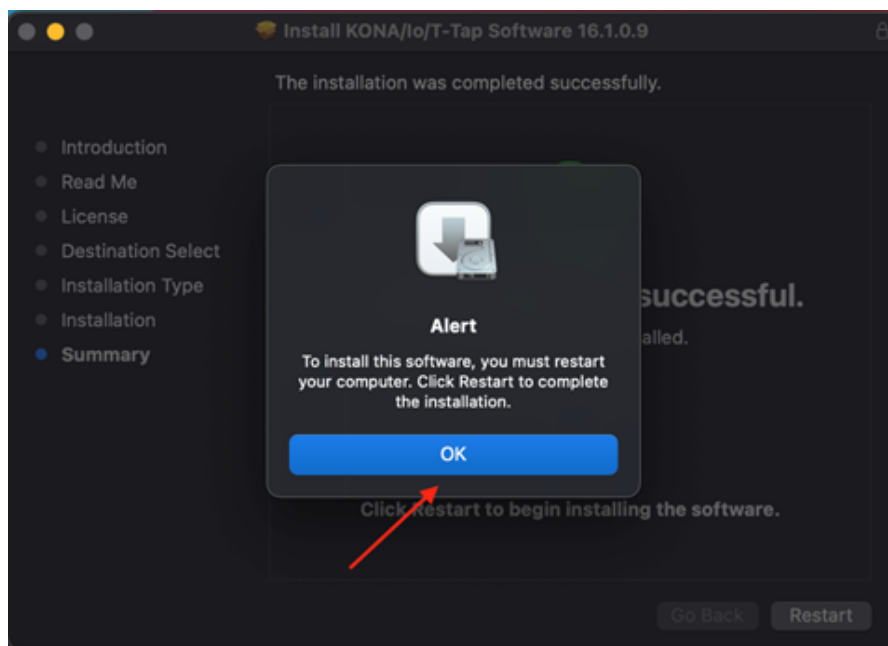 Install KONA/Io/T-Tap Software 16.1.0.9
The installation was completed successfully.
Introduction
Read Me
License
Destination Select
Installation Type
Installation
Summary
successful.
Alert
To install this software, you must restart
your computer. Click Restart to complete
the installation.
OK
Click Restart to begin installing the software.
Go Back
Restart